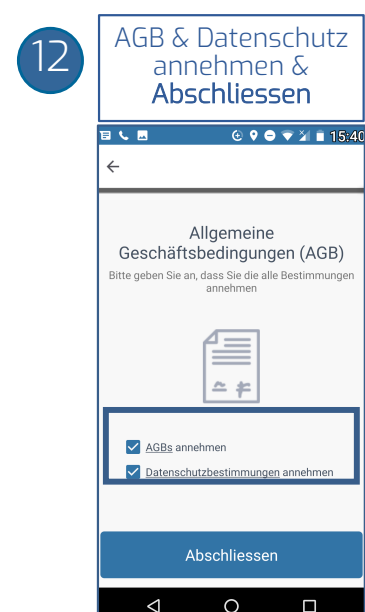 12
AGB & Datenschutz
annehmen &
Abschliessen
15:40
Allgemeine
Geschäftsbedingungen (AGB)
Bitte geben Sie an, dass Sie die alle Bestimmungen
annehmen
AGBs annehmen
Datenschutzbestimmungen annehmen
Abschliessen